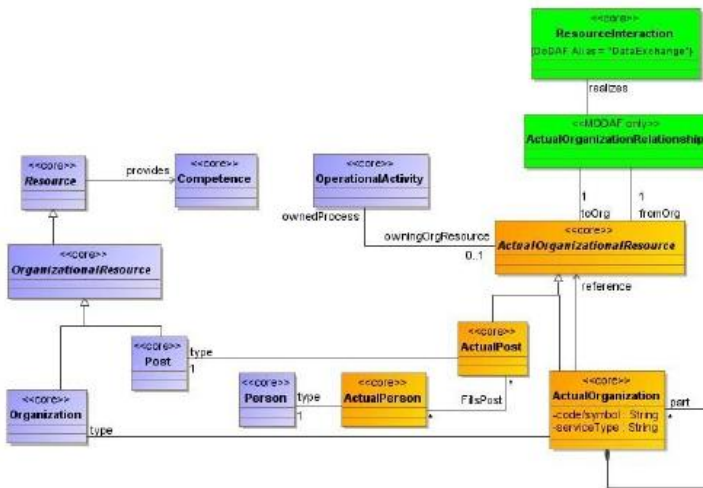 <<core>>
ResourceInteraction
{DoDAF Alias = "DataExchange"}
realizes
<<MODAF only>>
ActualOrganizationRelationship
<<core>>
Resource
provides
<<core>>
Competence
<<core>>
OperationalActivity
ownedProcess
1
toOrg
1
fromOrg
owningOrgResource
0..1
<<core>>
ActualOrganizationalResource
<<core>>
OrganizationalResource
reference
<<core>>
Post
type
1
<<core>>
ActualPost
*
FillsPost
<<core>>
Person
type
1
<<core>>
ActualPerson
*
<<core>>
Organization
type
<<core>>
ActualOrganization
-code/symbol : String
-serviceType : String
part
*